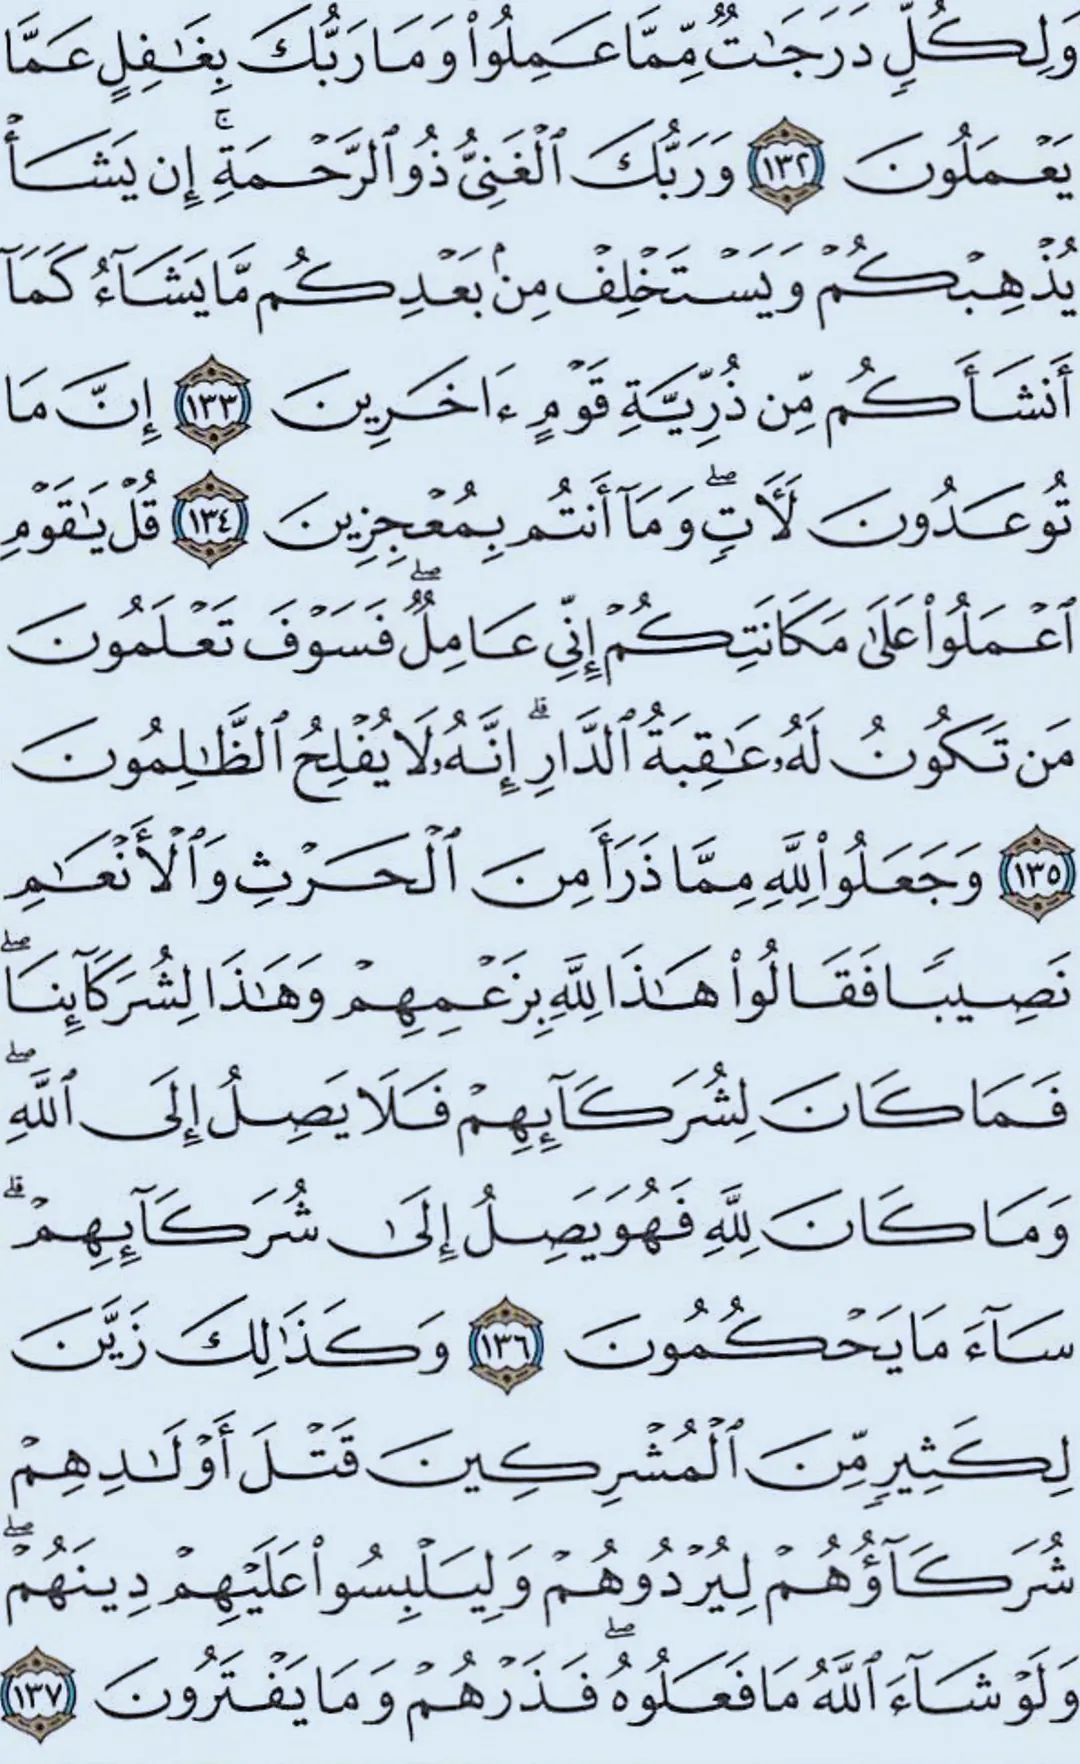 وَلِكُلّٖ دَرَجَٰتٞ مِّمَّا عَمِلُواْۚ وَمَا رَبُّكَ بِغَٰفِلٍ عَمَّا
يَعۡمَلُونَ ١٣٢ وَرَبُّكَ ٱلۡغَنِيُّ ذُو ٱلرَّحۡمَةِۚ إِن يَشَأۡ
يُذۡهِبۡكُمۡ وَيَسۡتَخۡلِفۡ مِنۢ بَعۡدِكُم مَّا يَشَآءُ كَمَآ
أَنشَأَكُم مِّن ذُرِّيَّةِ قَوۡمٍ ءَاخَرِينَ ١٣٣ إِنَّ مَا
تُوعَدُونَ لَأٓتٖۖ وَمَآ أَنتُم بِمُعۡجِزِينَ ١٣٤ قُلۡ يَٰقَوۡمِ
ٱعۡمَلُواْ عَلَىٰ مَكَانَتِكُمۡ إِنِّي عَامِلٞۖ فَسَوۡفَ تَعۡلَمُونَ
مَن تَكُونُ لَهُۥ عَٰقِبَةُ ٱلدَّارِۚ إِنَّهُۥ لَا يُفۡلِحُ ٱلظَّٰلِمُونَ
١٣٥ وَجَعَلُواْ لِلَّهِ مِمَّا ذَرَأَ مِنَ ٱلۡحَرۡثِ وَٱلۡأَنۡعَٰمِ
نَصِيبٗا فَقَالُواْ هَٰذَا لِلَّهِ بِزَعۡمِهِمۡ وَهَٰذَا لِشُرَكَآئِنَاۖ
فَمَا كَانَ لِشُرَكَآئِهِمۡ فَلَا يَصِلُ إِلَى ٱللَّهِۖ
وَمَا كَانَ لِلَّهِ فَهُوَ يَصِلُ إِلَىٰ شُرَكَآئِهِمۡۗ
سَآءَ مَا يَحۡكُمُونَ ١٣٦ وَكَذَٰلِكَ زَيَّنَ
لِكَثِيرٖ مِّنَ ٱلۡمُشۡرِكِينَ قَتۡلَ أَوۡلَٰدِهِمۡ
شُرَكَآؤُهُمۡ لِيُرۡدُوهُمۡ وَلِيَلۡبِسُواْ عَلَيۡهِمۡ دِينَهُمۡۖ
وَلَوۡ شَآءَ ٱللَّهُ مَا فَعَلُوهُۖ فَذَرۡهُمۡ وَمَا يَفۡتَرُونَ ١٣٧